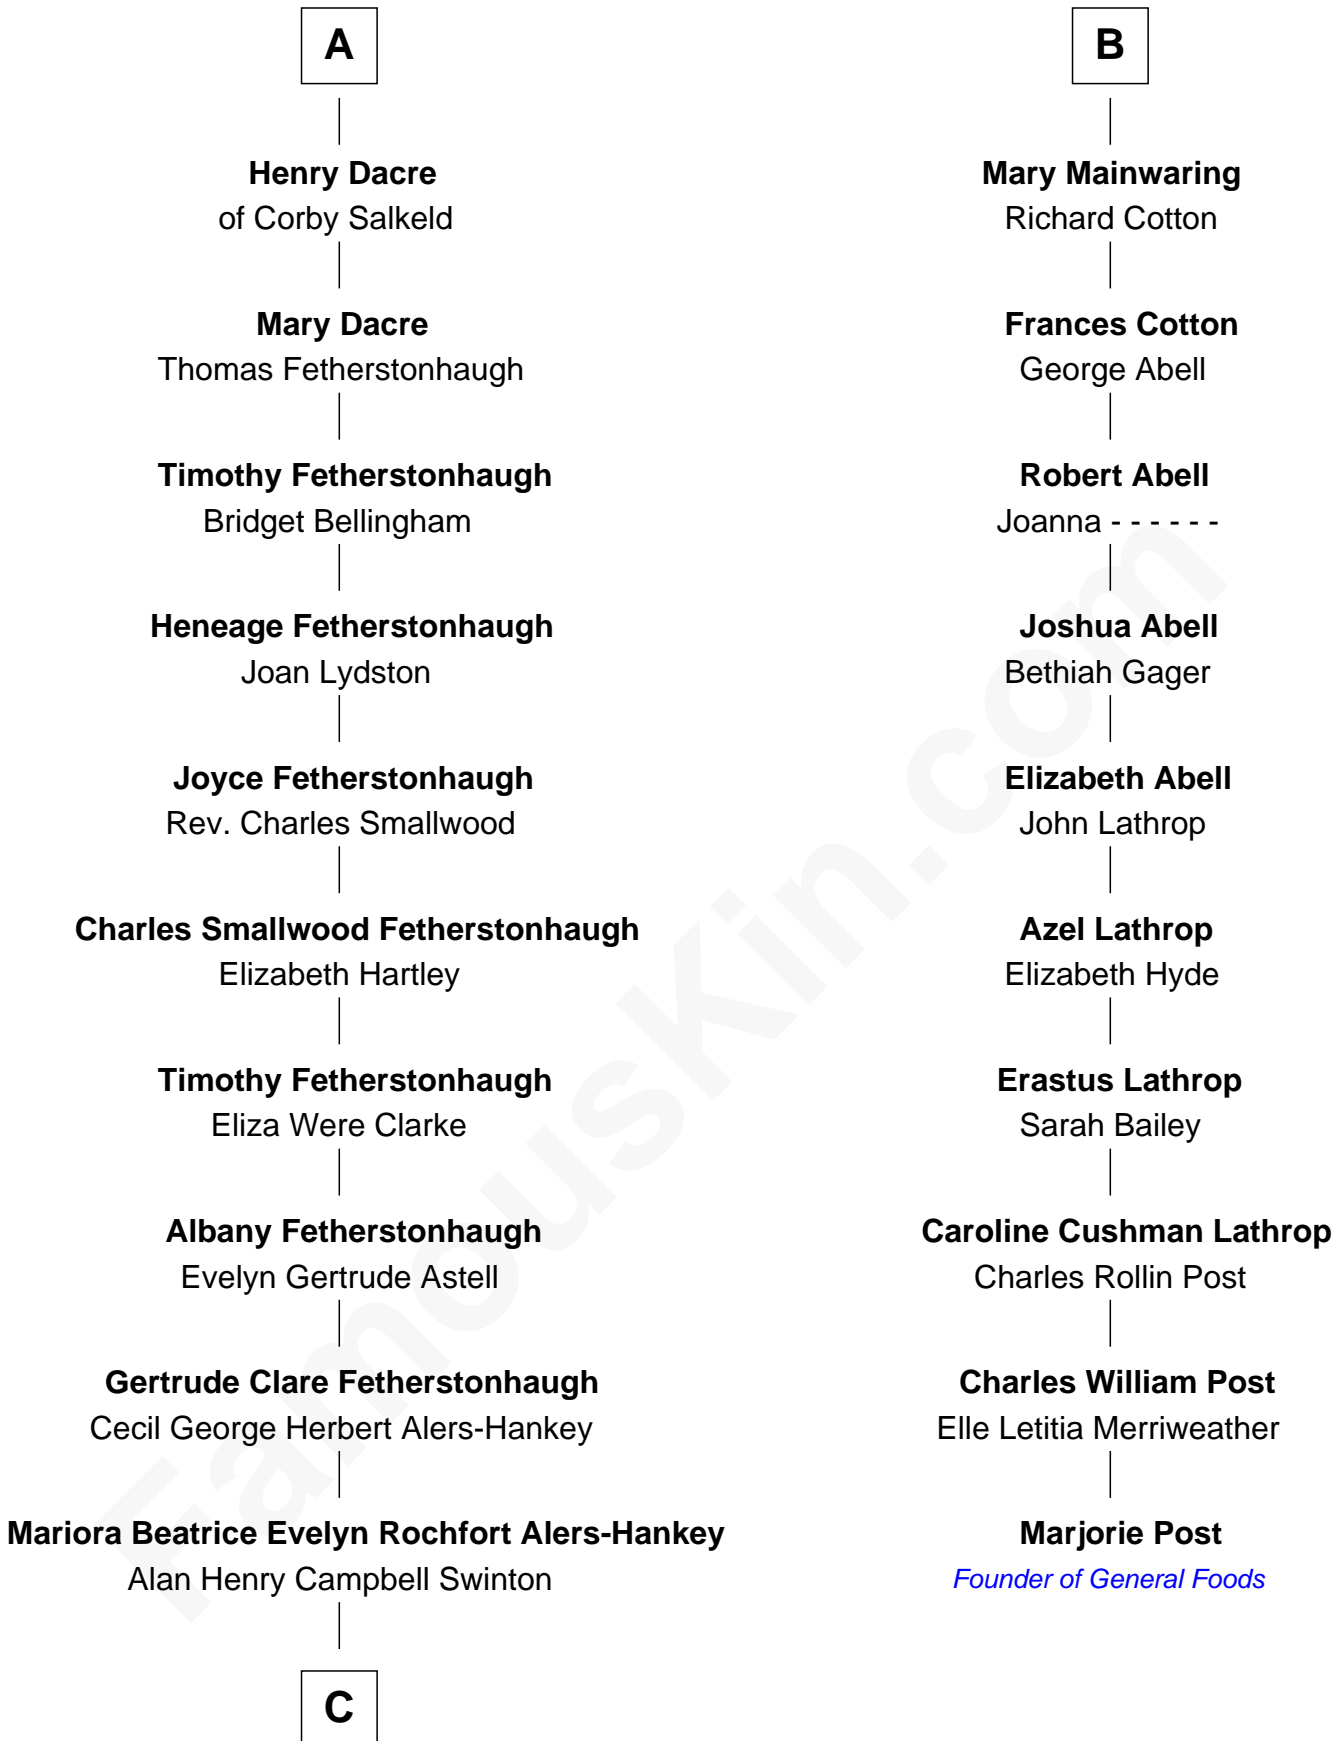 A
Henry Dacre
of Corby Salkeld
Mary Dacre
Thomas Fetherstonhaugh
Timothy Fetherstonhaugh
Bridget Bellingham
Heneage Fetherstonhaugh
Joan Lydston
Joyce Fetherstonhaugh
Rev. Charles Smallwood
Charles Smallwood Fetherstonhaugh
Elizabeth Hartley
Timothy Fetherstonhaugh
Eliza Were Clarke
Albany Fetherstonhaugh
Evelyn Gertrude Astell
Gertrude Clare Fetherstonhaugh
Cecil George Herbert Alers-Hankey
Mariora Beatrice Evelyn Rochfort Alers-Hankey
Alan Henry Campbell Swinton
C
B
Mary Mainwaring
Richard Cotton
Frances Cotton
George Abell
Robert Abell
Joanna - - - - - -
Joshua Abell
Bethiah Gager
Elizabeth Abell
John Lathrop
Azel Lathrop
Elizabeth Hyde
Erastus Lathrop
Sarah Bailey
Caroline Cushman Lathrop
Charles Rollin Post
Charles William Post
Elle Letitia Merriweather
Marjorie Post
Founder of General Foods
FamousKin.com